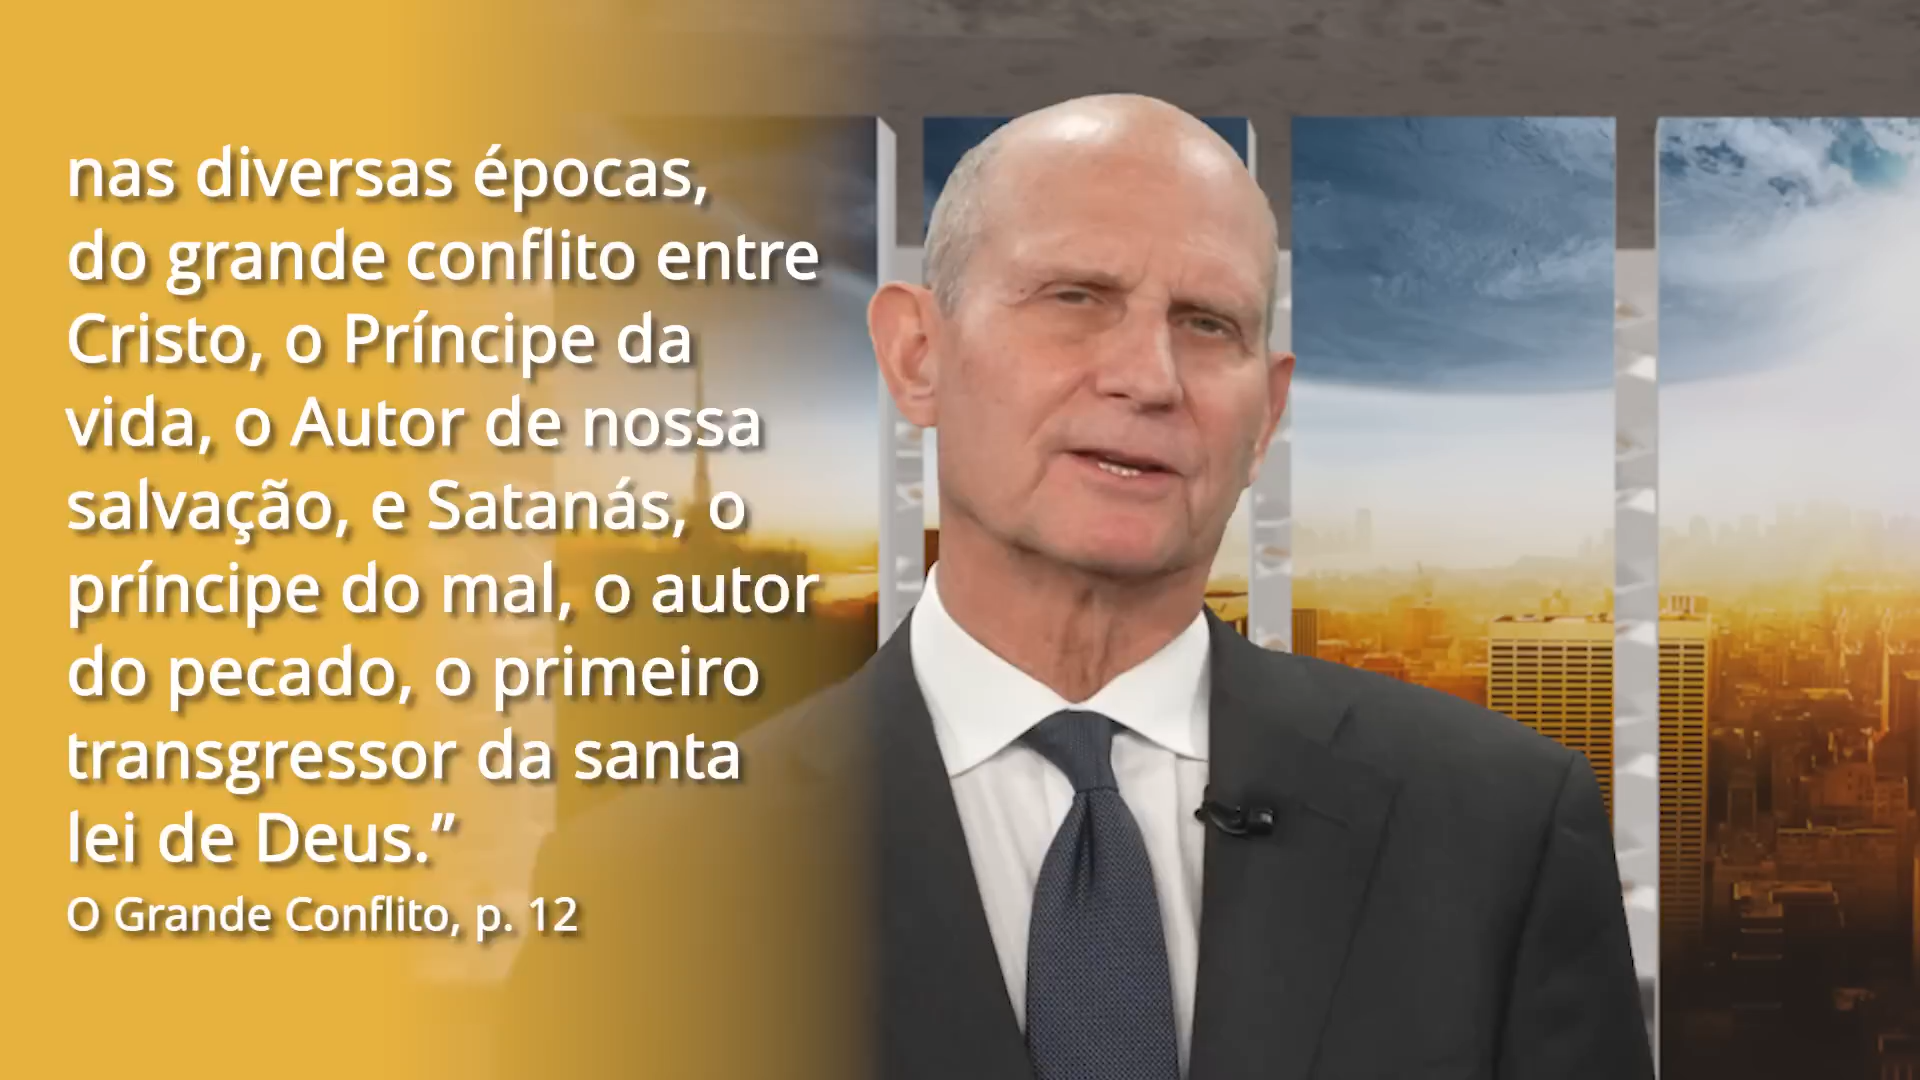 nas diversas épocas,
do grande conflito entre
Cristo, o Príncipe da
vida, o Autor de nossa
salvação, e Satanás, o
príncipe do mal, o autor
do pecado, o primeiro
transgressor da santa
lei de Deus.”
O Grande Conflito, p. 12